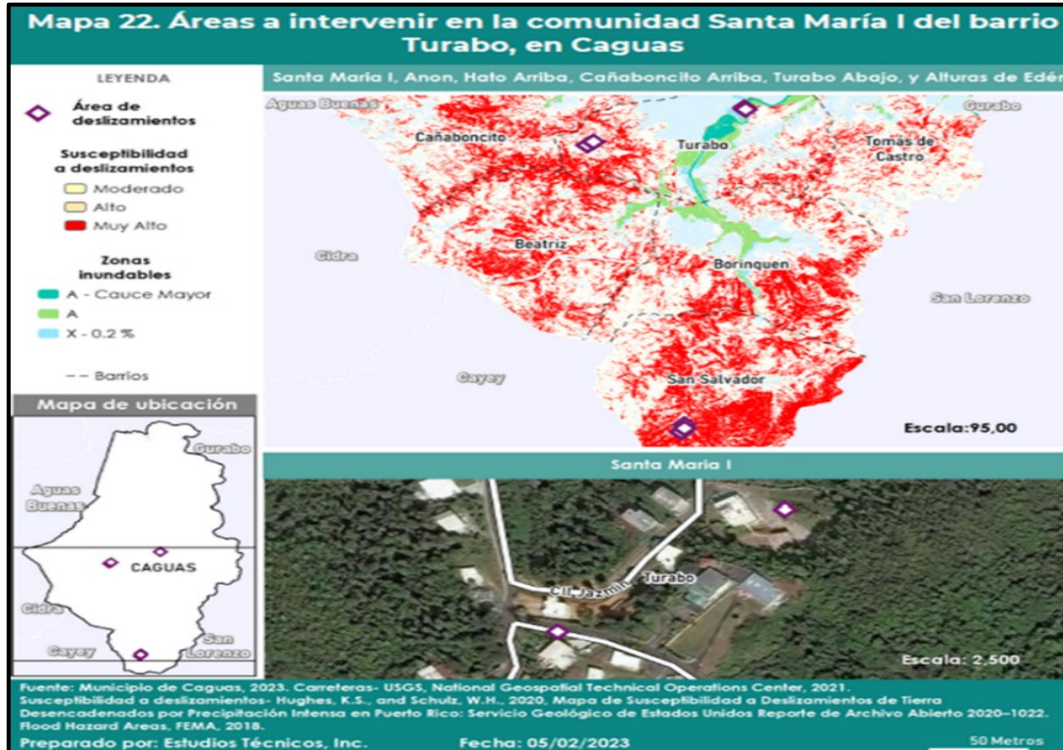 Mapa 22. Áreas a intervenir en la comunidad Santa María I del barrio
Turabo, en Caguas
LEYENDA
Área de
deslizamientos
Susceptibilidad
a deslizamientos
Moderado
Alto
Muy Alto
Zonas
inundables
A - Cauce Mayor
A
X - 0.2 %
-- Barrios
Santa Maria I, Anon, Hato Arriba, Cañaboncito Arriba, Turabo Abajo, y Alturas de Edén
Aguas Buenas
Gurabo
Cañaboncito
Turabo
Tomás de
Castro
Cidra
Beatriz
Borinquen
San Lorenzo
Cayey
San Salvador
Escala:95,00
Mapa de ubicación
Gurabo
Aguas
Buenas
CAGUAS
Cidra
Cayey
San
Lorenzo
Santa Maria I
Turabo
Cll Jazmin
Escala: 2,500
Fuente: Municipio de Caguas, 2023. Carreteras- USGS, National Geospatial Technical Operations Center, 2021.
Susceptibilidad a deslizamientos- Hughes, K.S., and Schulz, W.H., 2020, Mapa de Susceptibilidad a Deslizamientos de Tierra
Desencadenados por Precipitación Intensa en Puerto Rico: Servicio Geológico de Estados Unidos Reporte de Archivo Abierto 2020–1022.
Flood Hazard Areas, FEMA, 2018.
Preparado por: Estudios Técnicos, Inc. Fecha: 05/02/2023 50 Metros